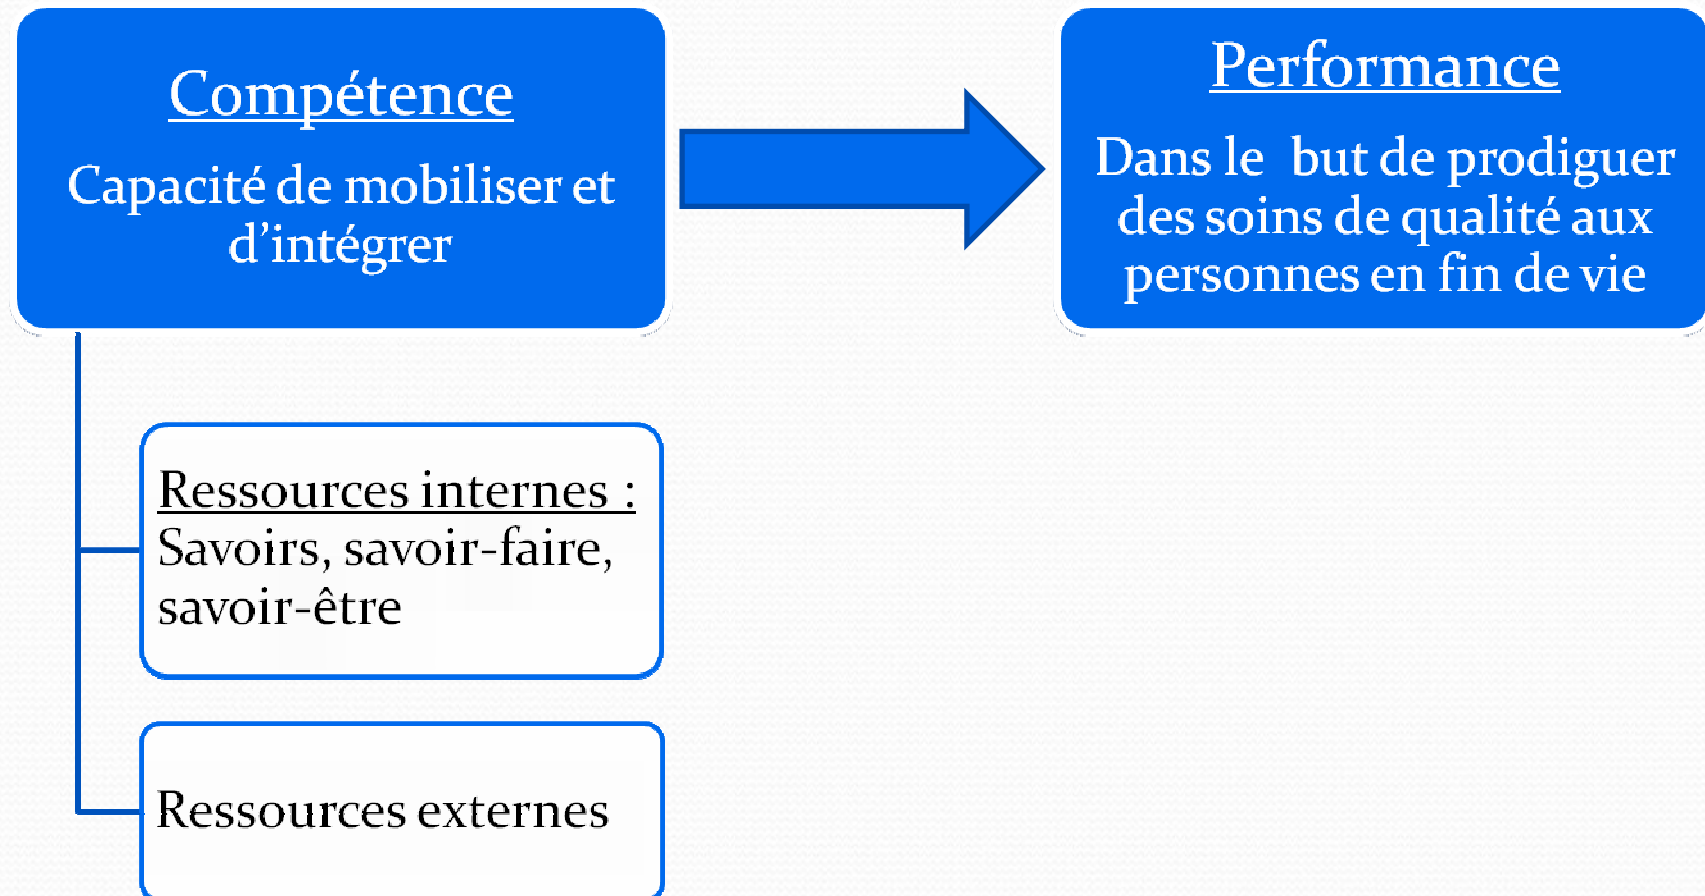 Compétence
Capacité de mobiliser et
d’intégrer
Performance
Dans le but de prodiguer
des soins de qualité aux
personnes en fin de vie
Ressources internes :
Savoirs, savoir-faire,
savoir-être
Ressources externes